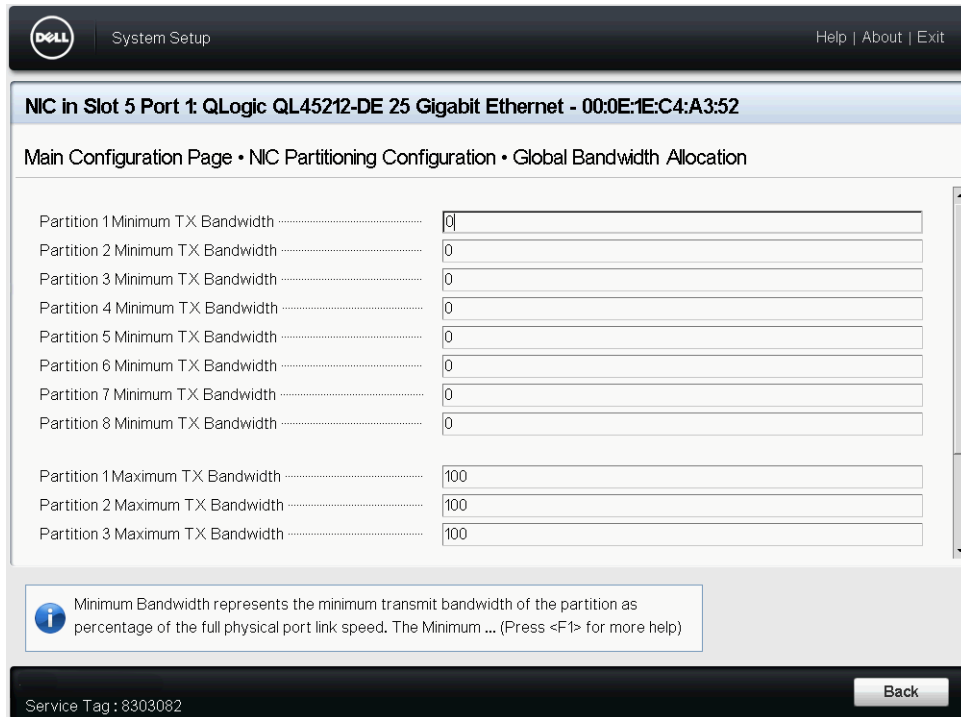 DELL
System Setup
Help | About | Exit
NIC in Slot 5 Port 1: QLogic QL45212-DE 25 Gigabit Ethernet - 00:0E:1E:C4:A3:52
Main Configuration Page • NIC Partitioning Configuration • Global Bandwidth Allocation
Partition 1 Minimum TX Bandwidth 0
Partition 2 Minimum TX Bandwidth 0
Partition 3 Minimum TX Bandwidth 0
Partition 4 Minimum TX Bandwidth 0
Partition 5 Minimum TX Bandwidth 0
Partition 6 Minimum TX Bandwidth 0
Partition 7 Minimum TX Bandwidth 0
Partition 8 Minimum TX Bandwidth 0
Partition 1 Maximum TX Bandwidth 100
Partition 2 Maximum TX Bandwidth 100
Partition 3 Maximum TX Bandwidth 100
Minimum Bandwidth represents the minimum transmit bandwidth of the partition as
percentage of the full physical port link speed. The Minimum ... (Press <F1> for more help)
Back
Service Tag : 8303082